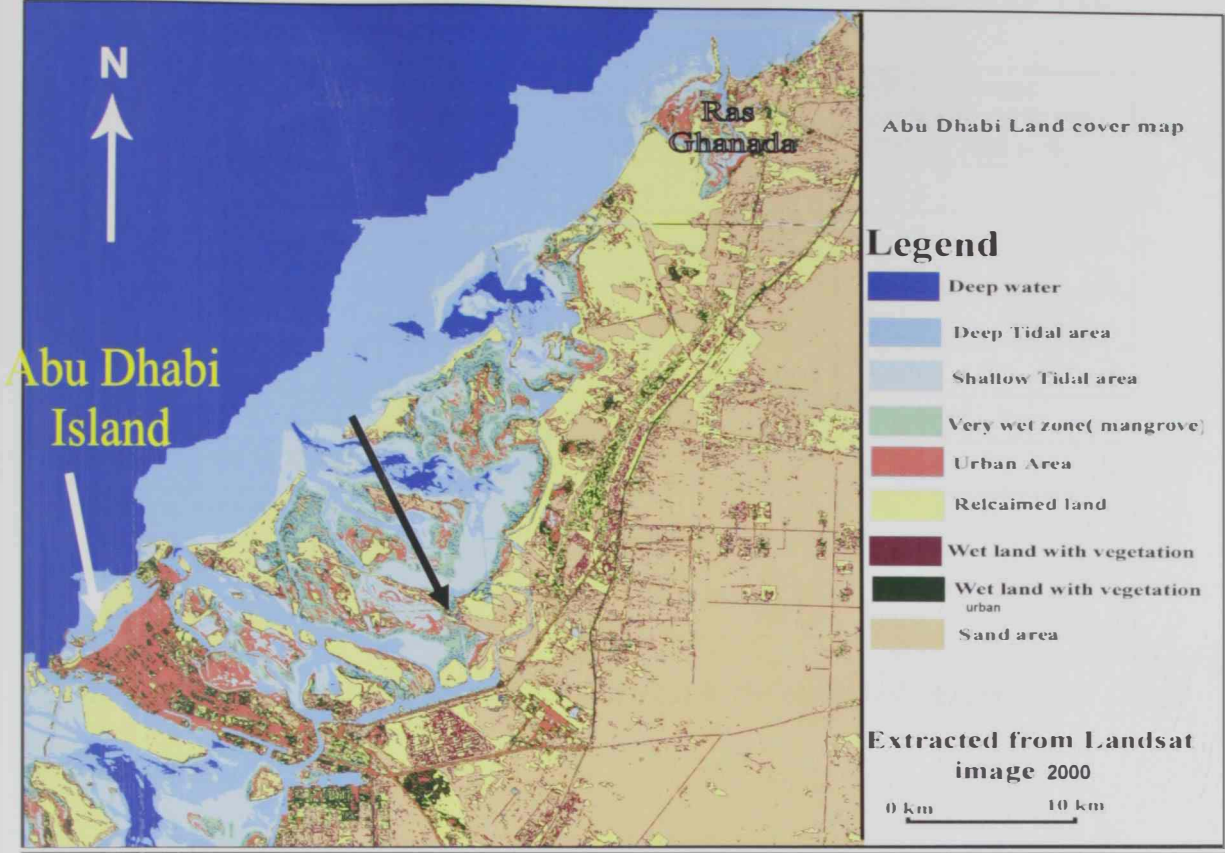 N
Abu Dhabi
Island
Ras
Ghanada
Abu Dhabi Land cover map
Legend
Deep water
Deep Tidal area
Shallow Tidal area
Very wet zone( mangrove)
Urban Area
Relcaimed land
Wet land with vegetation
Wet land with vegetation
urban
Sand area
Extracted from Landsat
image 2000
0 km 10 km